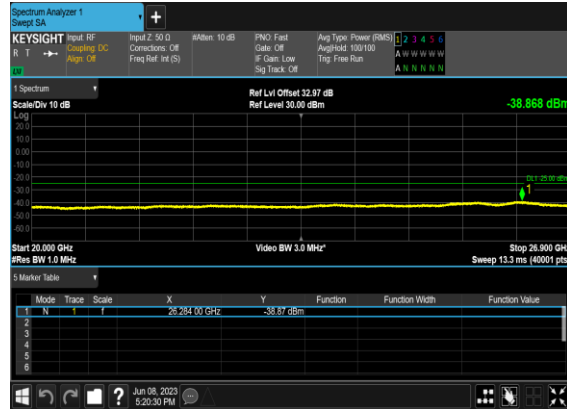 Spectrum Analyzer 1
Swept SA
+
KEYSIGHT Input: RF Input Z: 50 Ω #Atten: 10 dB PNO: Fast Avg Type: Power (RMS) 1 2 3 4 5 6
R T Coupling: DC Corrections: Off Gate: Off Avg|Hold: 100/100 A W W W W W
Align: Off Freq Ref: Int (S) IF Gain: Low Trig: Free Run
Sig Track: Off A N N N N N
1 Spectrum
Ref Lvl Offset 32.97 dB
Scale/Div 10 dB Ref Level 30.00 dBm -38.868 dBm
Log
20.0
10.0
0.00
-10.0
-20.0
DL1 -25.00 dBm
-30.0
1
-40.0
-50.0
-60.0
Start 20.000 GHz Video BW 3.0 MHz* Stop 26.900 GHz
#Res BW 1.0 MHz Sweep 13.3 ms (40001 pts)
5 Marker Table
Mode Trace Scale X Y Function Function Width Function Value
1 N 1 f 26.284 00 GHz -38.87 dBm
2
3
4
5
6
? Jun 08, 2023
5:20:30 PM